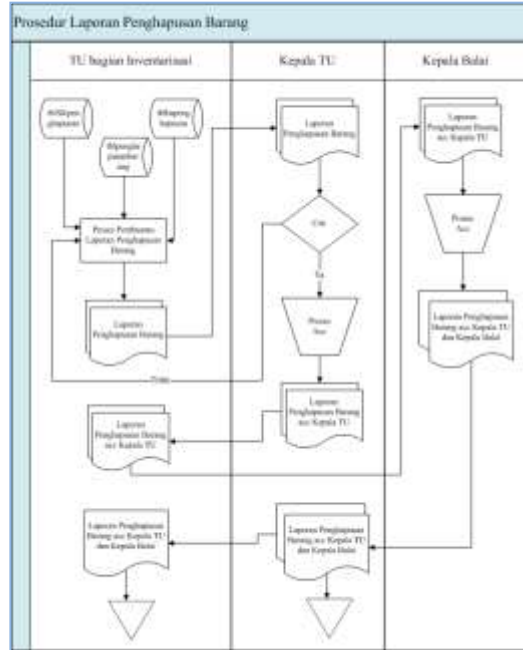 Prosedur Laporan Penghapusan Barang
TU bagian Inventarisasi
Kepala TU
Kepala Balai
Laporan
Penghapusan Barang
Laporan
Penghapusan Barang
acc Kepala TU
Proses Pembuatan
Laporan Penghapusan
Barang
Cek
Proses
Acc
Ya
Laporan
Penghapusan Barang
Proses
Acc
Laporan Penghapusan
Barang acc Kepala TU
dan Kepala Balai
Laporan
Penghapusan Barang
acc Kepala TU
Laporan
Penghapusan Barang
acc Kepala TU
Laporan Penghapusan
Barang acc Kepala TU
dan Kepala Balai
Laporan Penghapusan
Barang acc Kepala TU
dan Kepala Balai